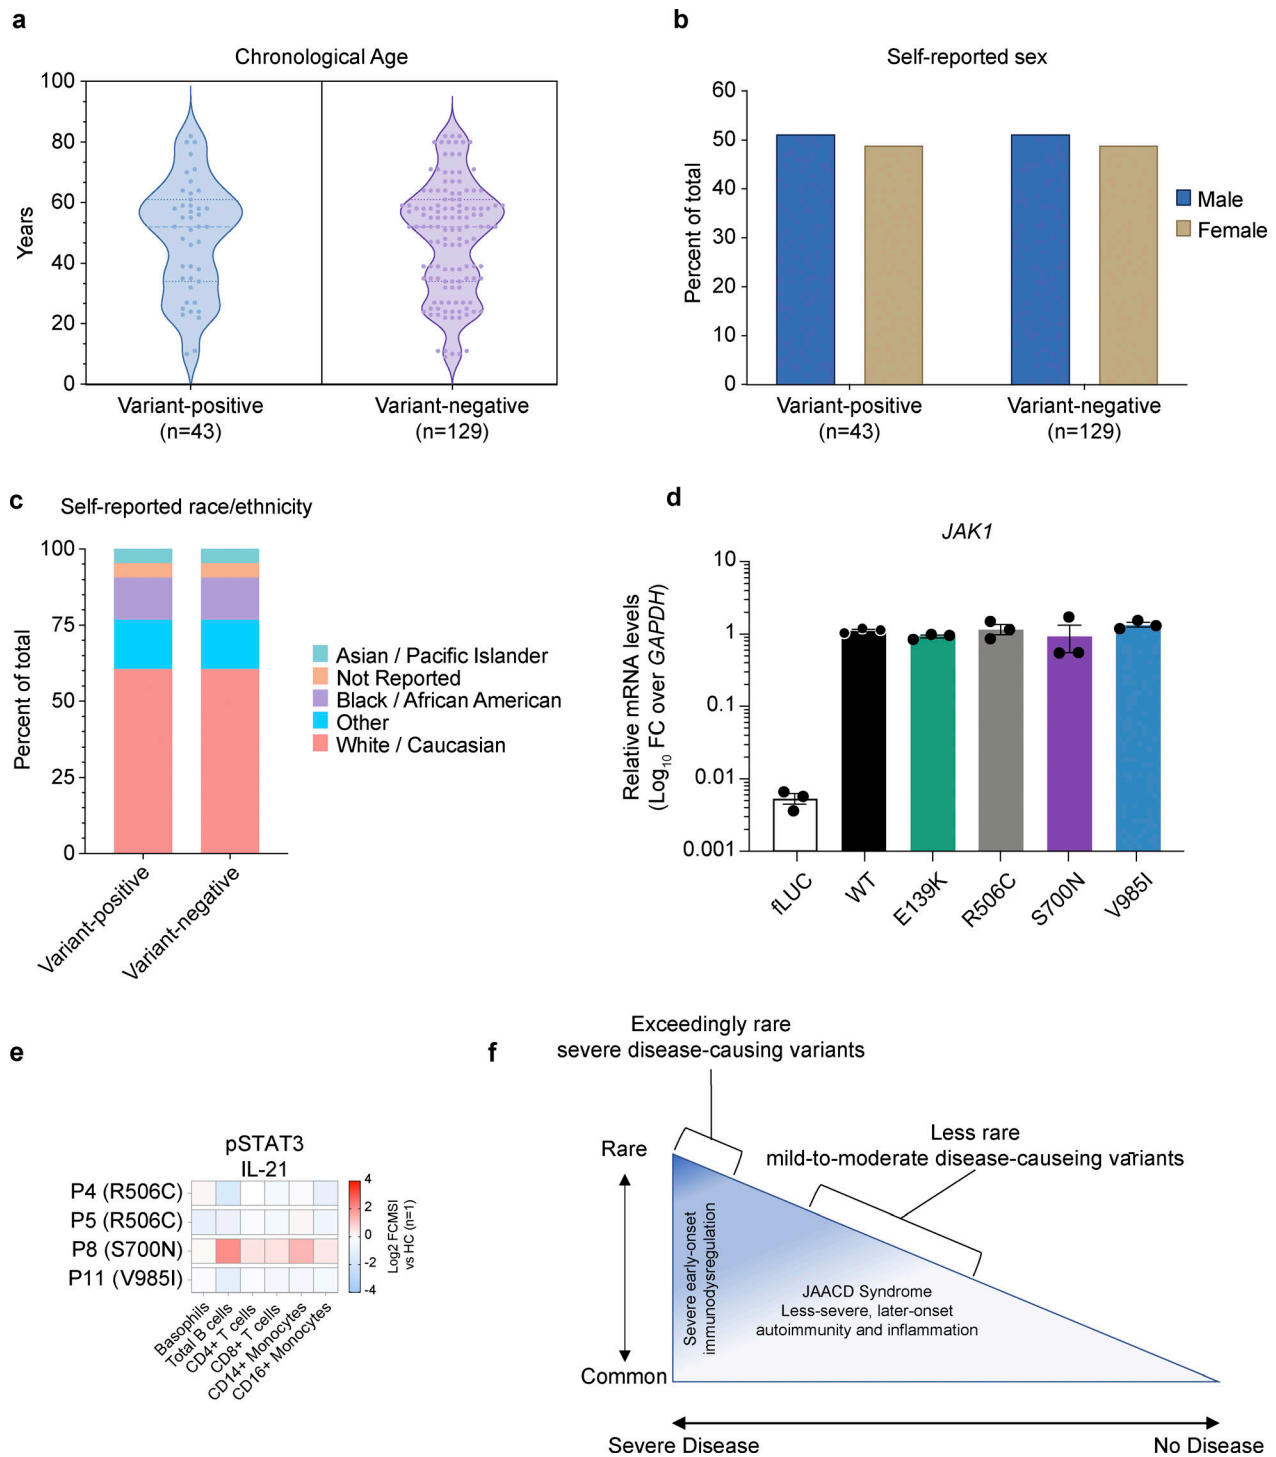 a
Chronological Age
100
80
60
40
20
0
Years
Variant-positive
(n=43)
Variant-negative
(n=129)
b
Self-reported sex
60
50
40
30
20
10
0
Percent of total
Variant-positive
(n=43)
Variant-negative
(n=129)
Male
Female
c
Self-reported race/ethnicity
100
75
50
25
0
Percent of total
Variant-positive
Variant-negative
Asian / Pacific Islander
Not Reported
Black / African American
Other
White / Caucasian
d
JAK1
10
1
0.1
0.01
0.001
Relative mRNA levels
(Log10 FC over GAPDH)
fLUC
WT
E139K
R506C
S700N
V985I
e
pSTAT3
IL-21
P4 (R506C)
P5 (R506C)
P8 (S700N)
P11 (V985I)
Basophils
Total B cells
CD4+ T cells
CD8+ T cells
CD14+ Monocytes
CD16+ Monocytes
4
2
0
-2
-4
Log2 FCMSI
vs HC (n=1)
f
Exceedingly rare
severe disease-causing variants
Less rare
mild-to-moderate disease-causeing variants
Rare
Common
Severe early-onset
immunodysregulation
JAACD Syndrome
Less-severe, later-onset
autoimmunity and inflammation
Severe Disease
No Disease